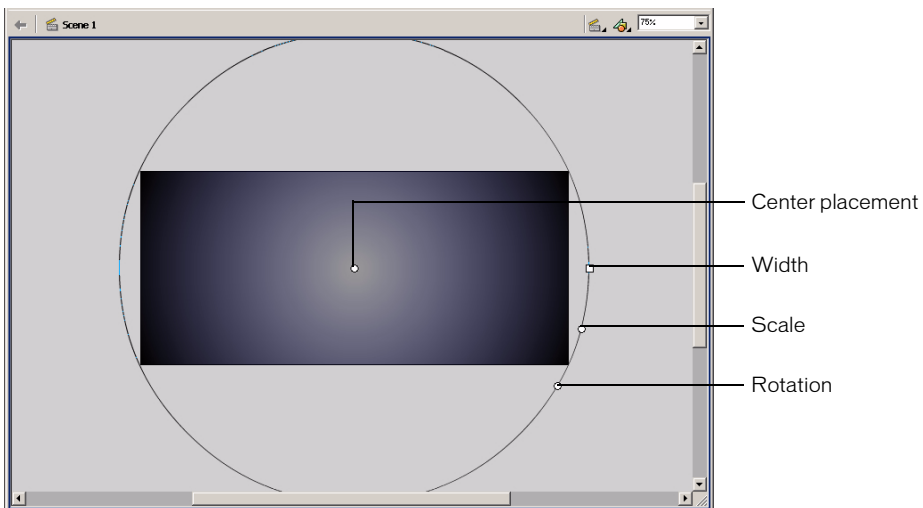 Scene 1
75%
Center placement
Width
Scale
Rotation